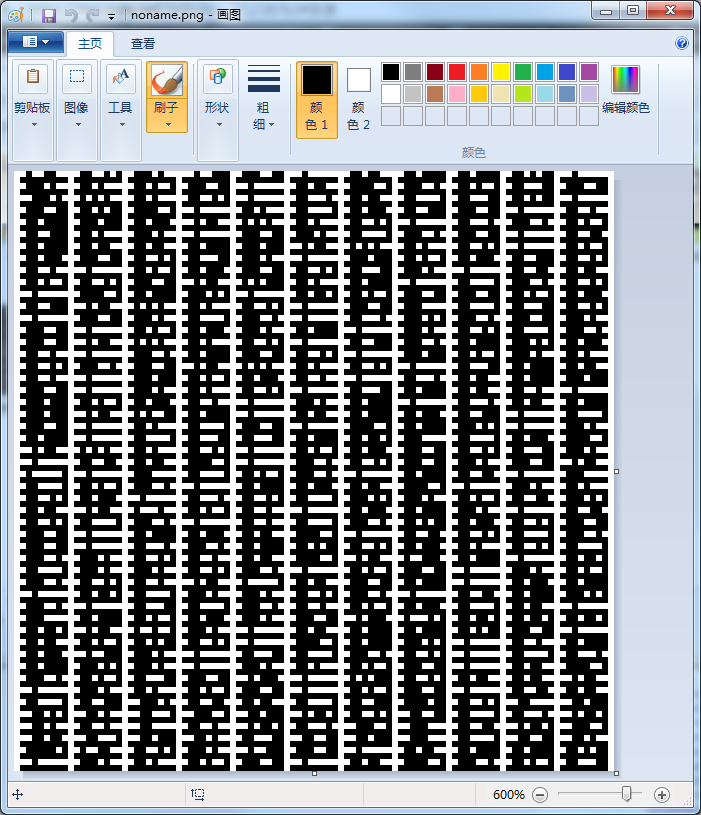 noname.png - 画图
主页 查看
剪贴板 图像 工具 刷子 形状 粗细 颜色 1 颜色 2 编辑颜色
颜色
600%